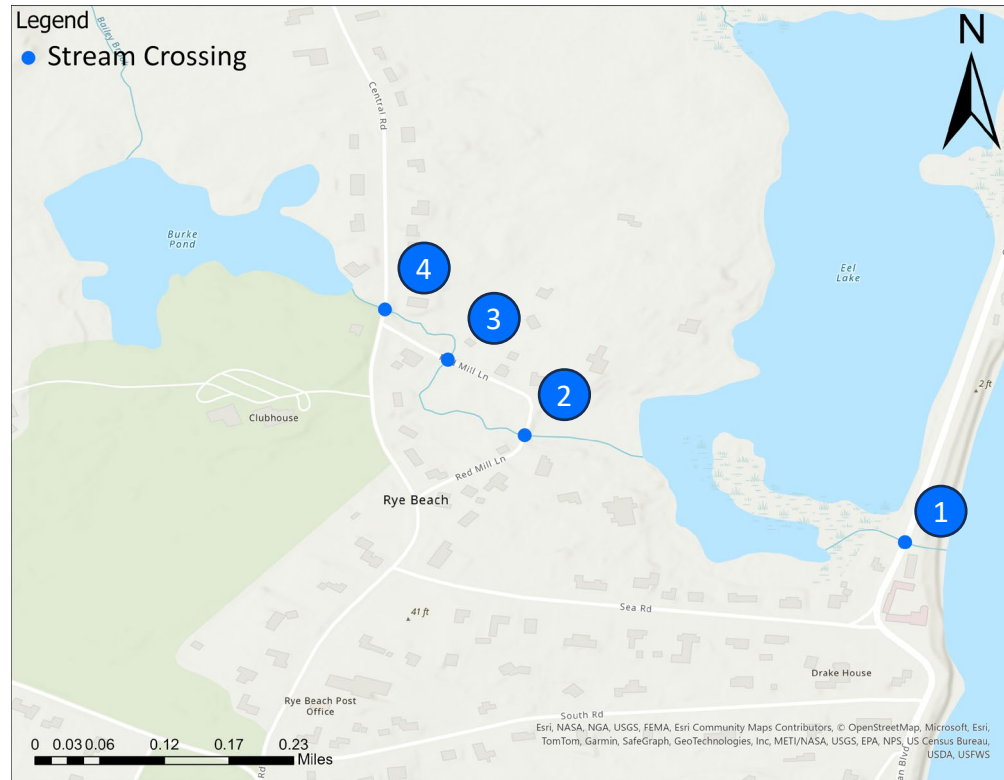 Legend
Stream Crossing
N
Central Rd
Burke
Pond
Eel
Lake
4
3
Mill Ln
2
2 ft
Clubhouse
Red Mill Ln
Rye Beach
1
Sea Rd
41 ft
Drake House
Rye Beach Post
Office
South Rd
Rd
0 0.03 0.06 0.12 0.17 0.23
Miles
Esri, NASA, NGA, USGS, FEMA, Esri Community Maps Contributors, © OpenStreetMap, Microsoft, Esri,
TomTom, Garmin, SafeGraph, GeoTechnologies, Inc, METI/NASA, USGS, EPA, NPS, US Census Bureau,
USDA, USFWS
Bailey
Blvd